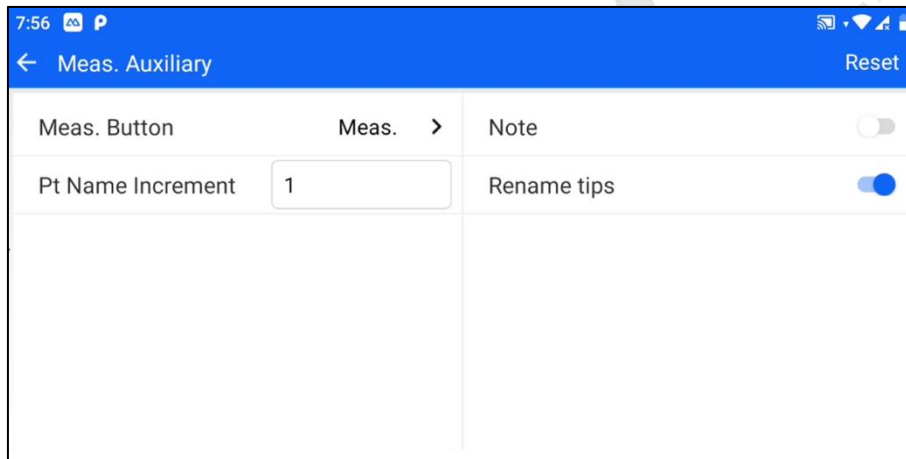 7:56
Meas. Auxiliary Reset
Meas. Button Meas. Note
Pt Name Increment 1 Rename tips